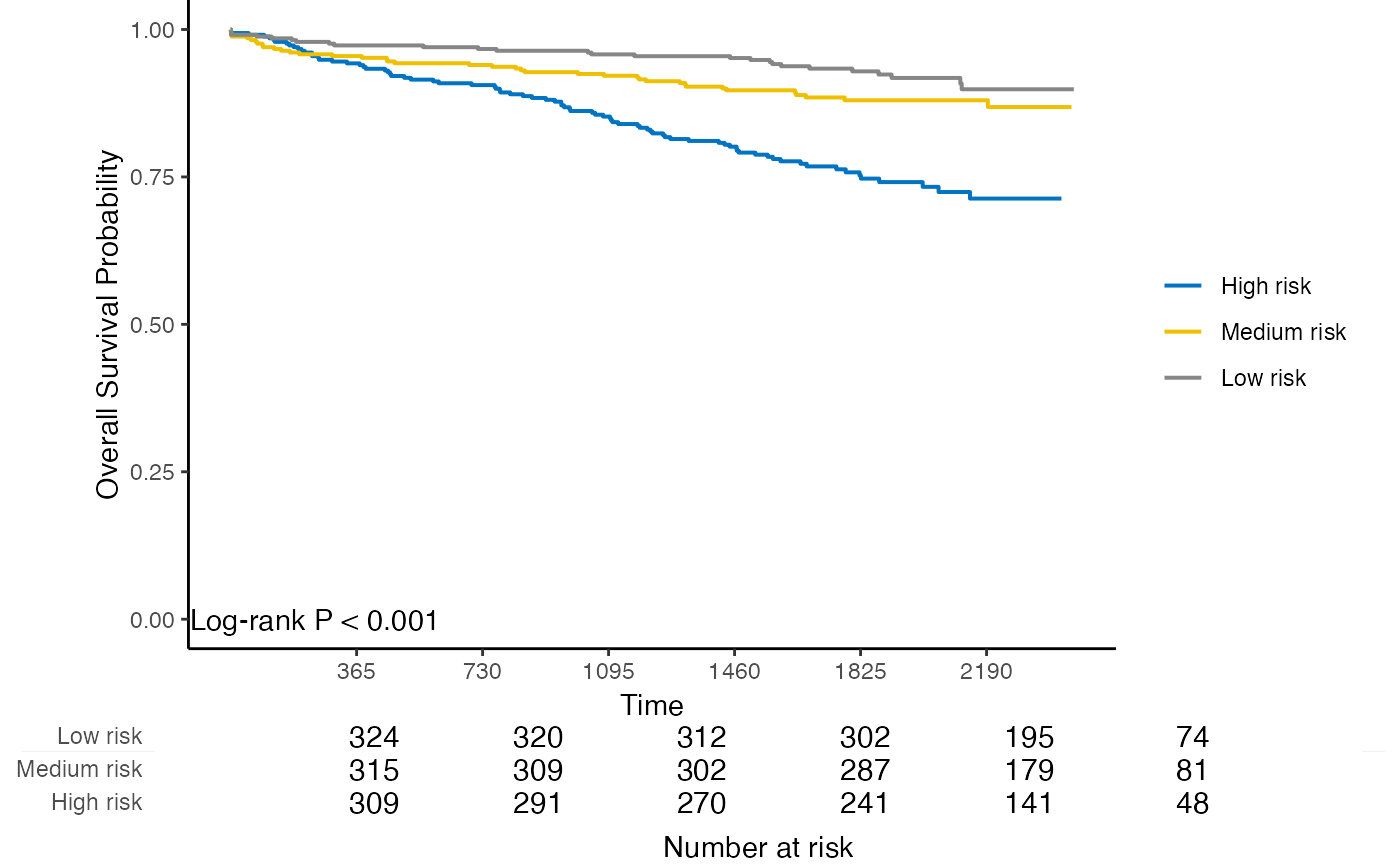 1.00
0.75
0.50
0.25
0.00
Overall Survival Probability
Log-rank P < 0.001
365 730 1095 1460 1825 2190
Time
High risk
Medium risk
Low risk
Low risk 324 320 312 302 195 74
Medium risk 315 309 302 287 179 81
High risk 309 291 270 241 141 48
Number at risk